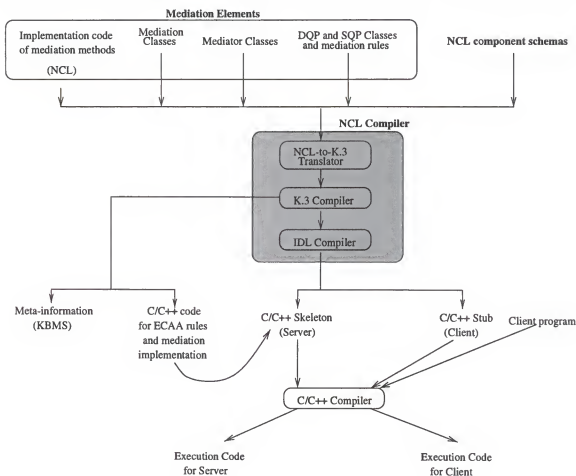 Mediation Elements
Implementation code
of mediation methods
(NCL)
Mediation
Classes
Mediator Classes
DQP and SQP Classes
and mediation rules
NCL component schemas
NCL Compiler
NCL-to-K.3
Translator
K.3 Compiler
IDL Compiler
Meta-information
(KBMS)
C/C++ code
for ECAA rules
and mediation
implementation
C/C++ Skeleton
(Server)
C/C++ Stub
(Client)
Client program
C/C++ Compiler
Execution Code
for Server
Execution Code
for Client